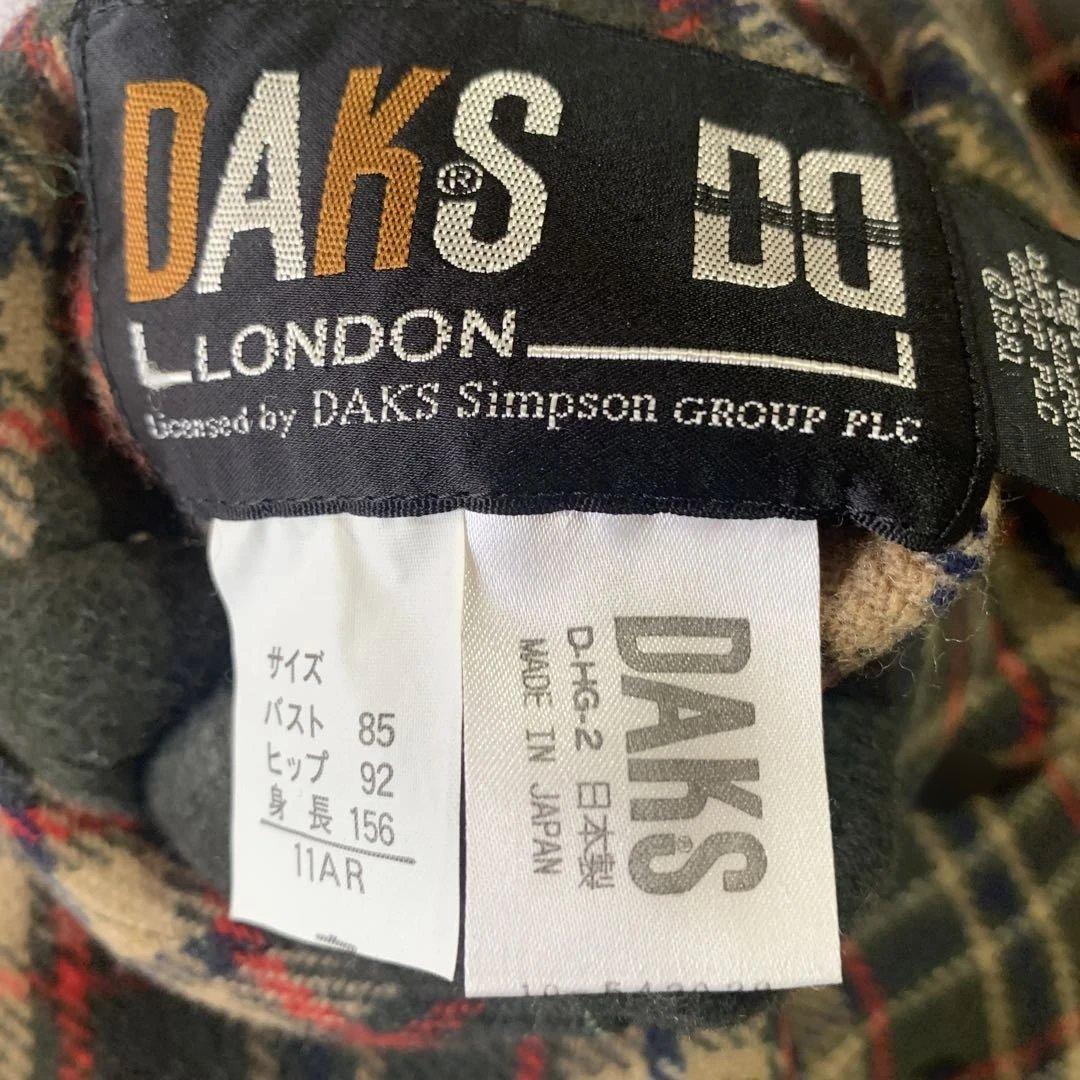 DAKS® DD
LONDON
Licensed by DAKS Simpson GROUP PLC
© 1991
サイズ
バスト 85
ヒップ 92
身長 156
11AR
DAKS
D-HG-2 日本製
MADE IN JAPAN